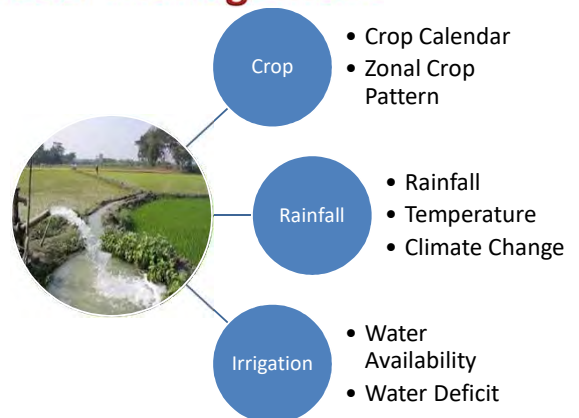 Crop
• Crop Calendar
• Zonal Crop
Pattern
Rainfall
• Rainfall
• Temperature
• Climate Change
Irrigation
• Water
Availability
• Water Deficit